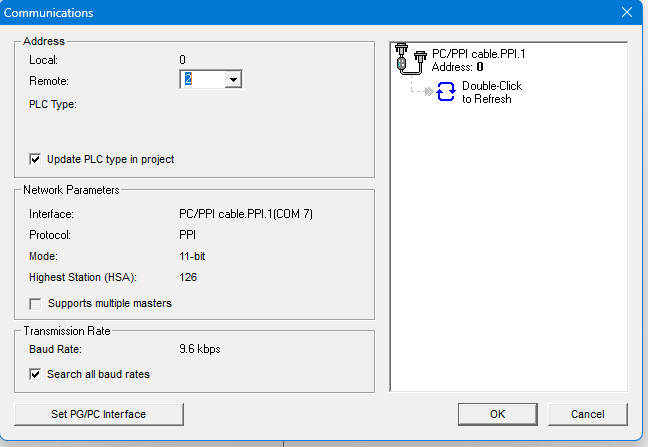 Communications
Address
Local: 0
Remote: 2
PLC Type:
Update PLC type in project
Network Parameters
Interface: PC/PPI cable.PPI.1(COM 7)
Protocol: PPI
Mode: 11-bit
Highest Station (HSA): 126
Supports multiple masters
Transmission Rate
Baud Rate: 9.6 kbps
Search all baud rates
Set PG/PC Interface
PC/PPI cable.PPI.1
Address: 0
Double-Click
to Refresh
OK
Cancel